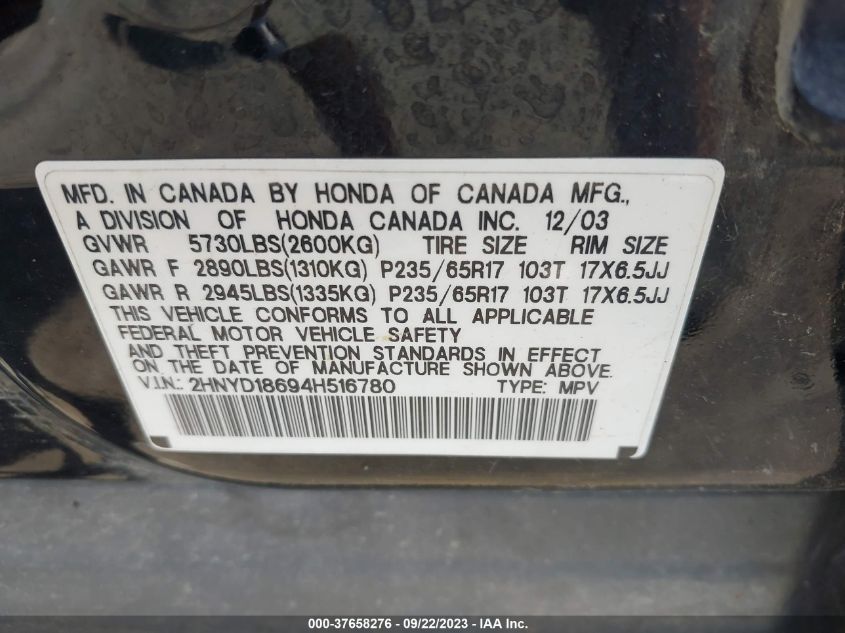 MFD. IN CANADA BY HONDA OF CANADA MFG.,
A DIVISION OF HONDA CANADA INC. 12/03
GVWR 5730LBS(2600KG) TIRE SIZE RIM SIZE
GAWR F 2890LBS(1310KG) P235/65R17 103T 17X6.5JJ
GAWR R 2945LBS(1335KG) P235/65R17 103T 17X6.5JJ
THIS VEHICLE CONFORMS TO ALL APPLICABLE
FEDERAL MOTOR VEHICLE SAFETY
AND THEFT PREVENTION STANDARDS IN EFFECT
ON THE DATE OF MANUFACTURE SHOWN ABOVE.
V.I.N.: 2HNYD18694H516780 TYPE: MPV
000-37658276 - 09/22/2023 - IAA Inc.